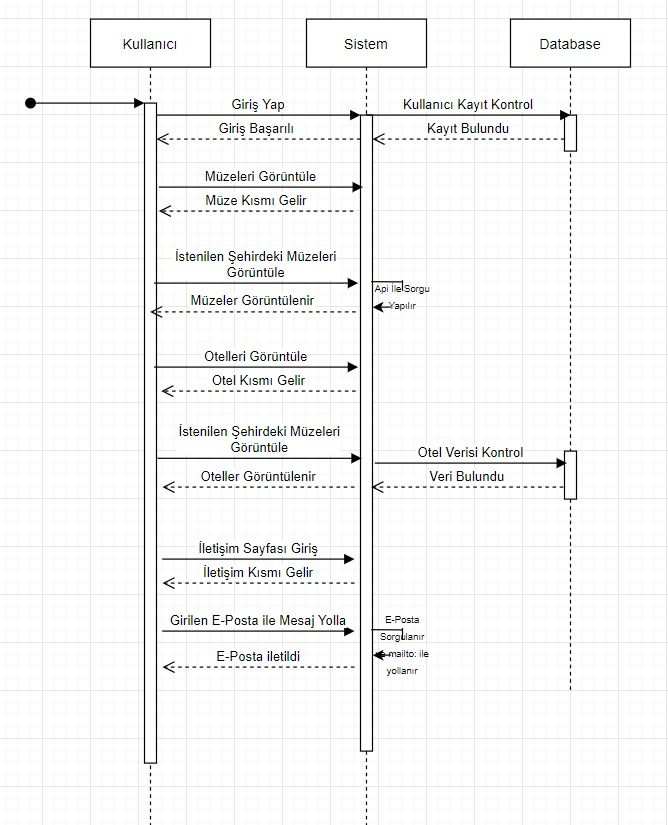 Kullanıcı
Sistem
Database
Giriş Yap
Kullanıcı Kayıt Kontrol
Giriş Başarılı
Kayıt Bulundu
Müzeleri Görüntüle
Müze Kısmı Gelir
İstenilen Şehirdeki Müzeleri
Görüntüle
Api İle Sorgu
Yapılır
Müzeler Görüntülenir
Otelleri Görüntüle
Otel Kısmı Gelir
İstenilen Şehirdeki Müzeleri
Görüntüle
Otel Verisi Kontrol
Oteller Görüntülenir
Veri Bulundu
İletişim Sayfası Giriş
İletişim Kısmı Gelir
Girilen E-Posta ile Mesaj Yolla
E-Posta
Sorgulanır
mailto: ile
yollanır
E-Posta iletildi